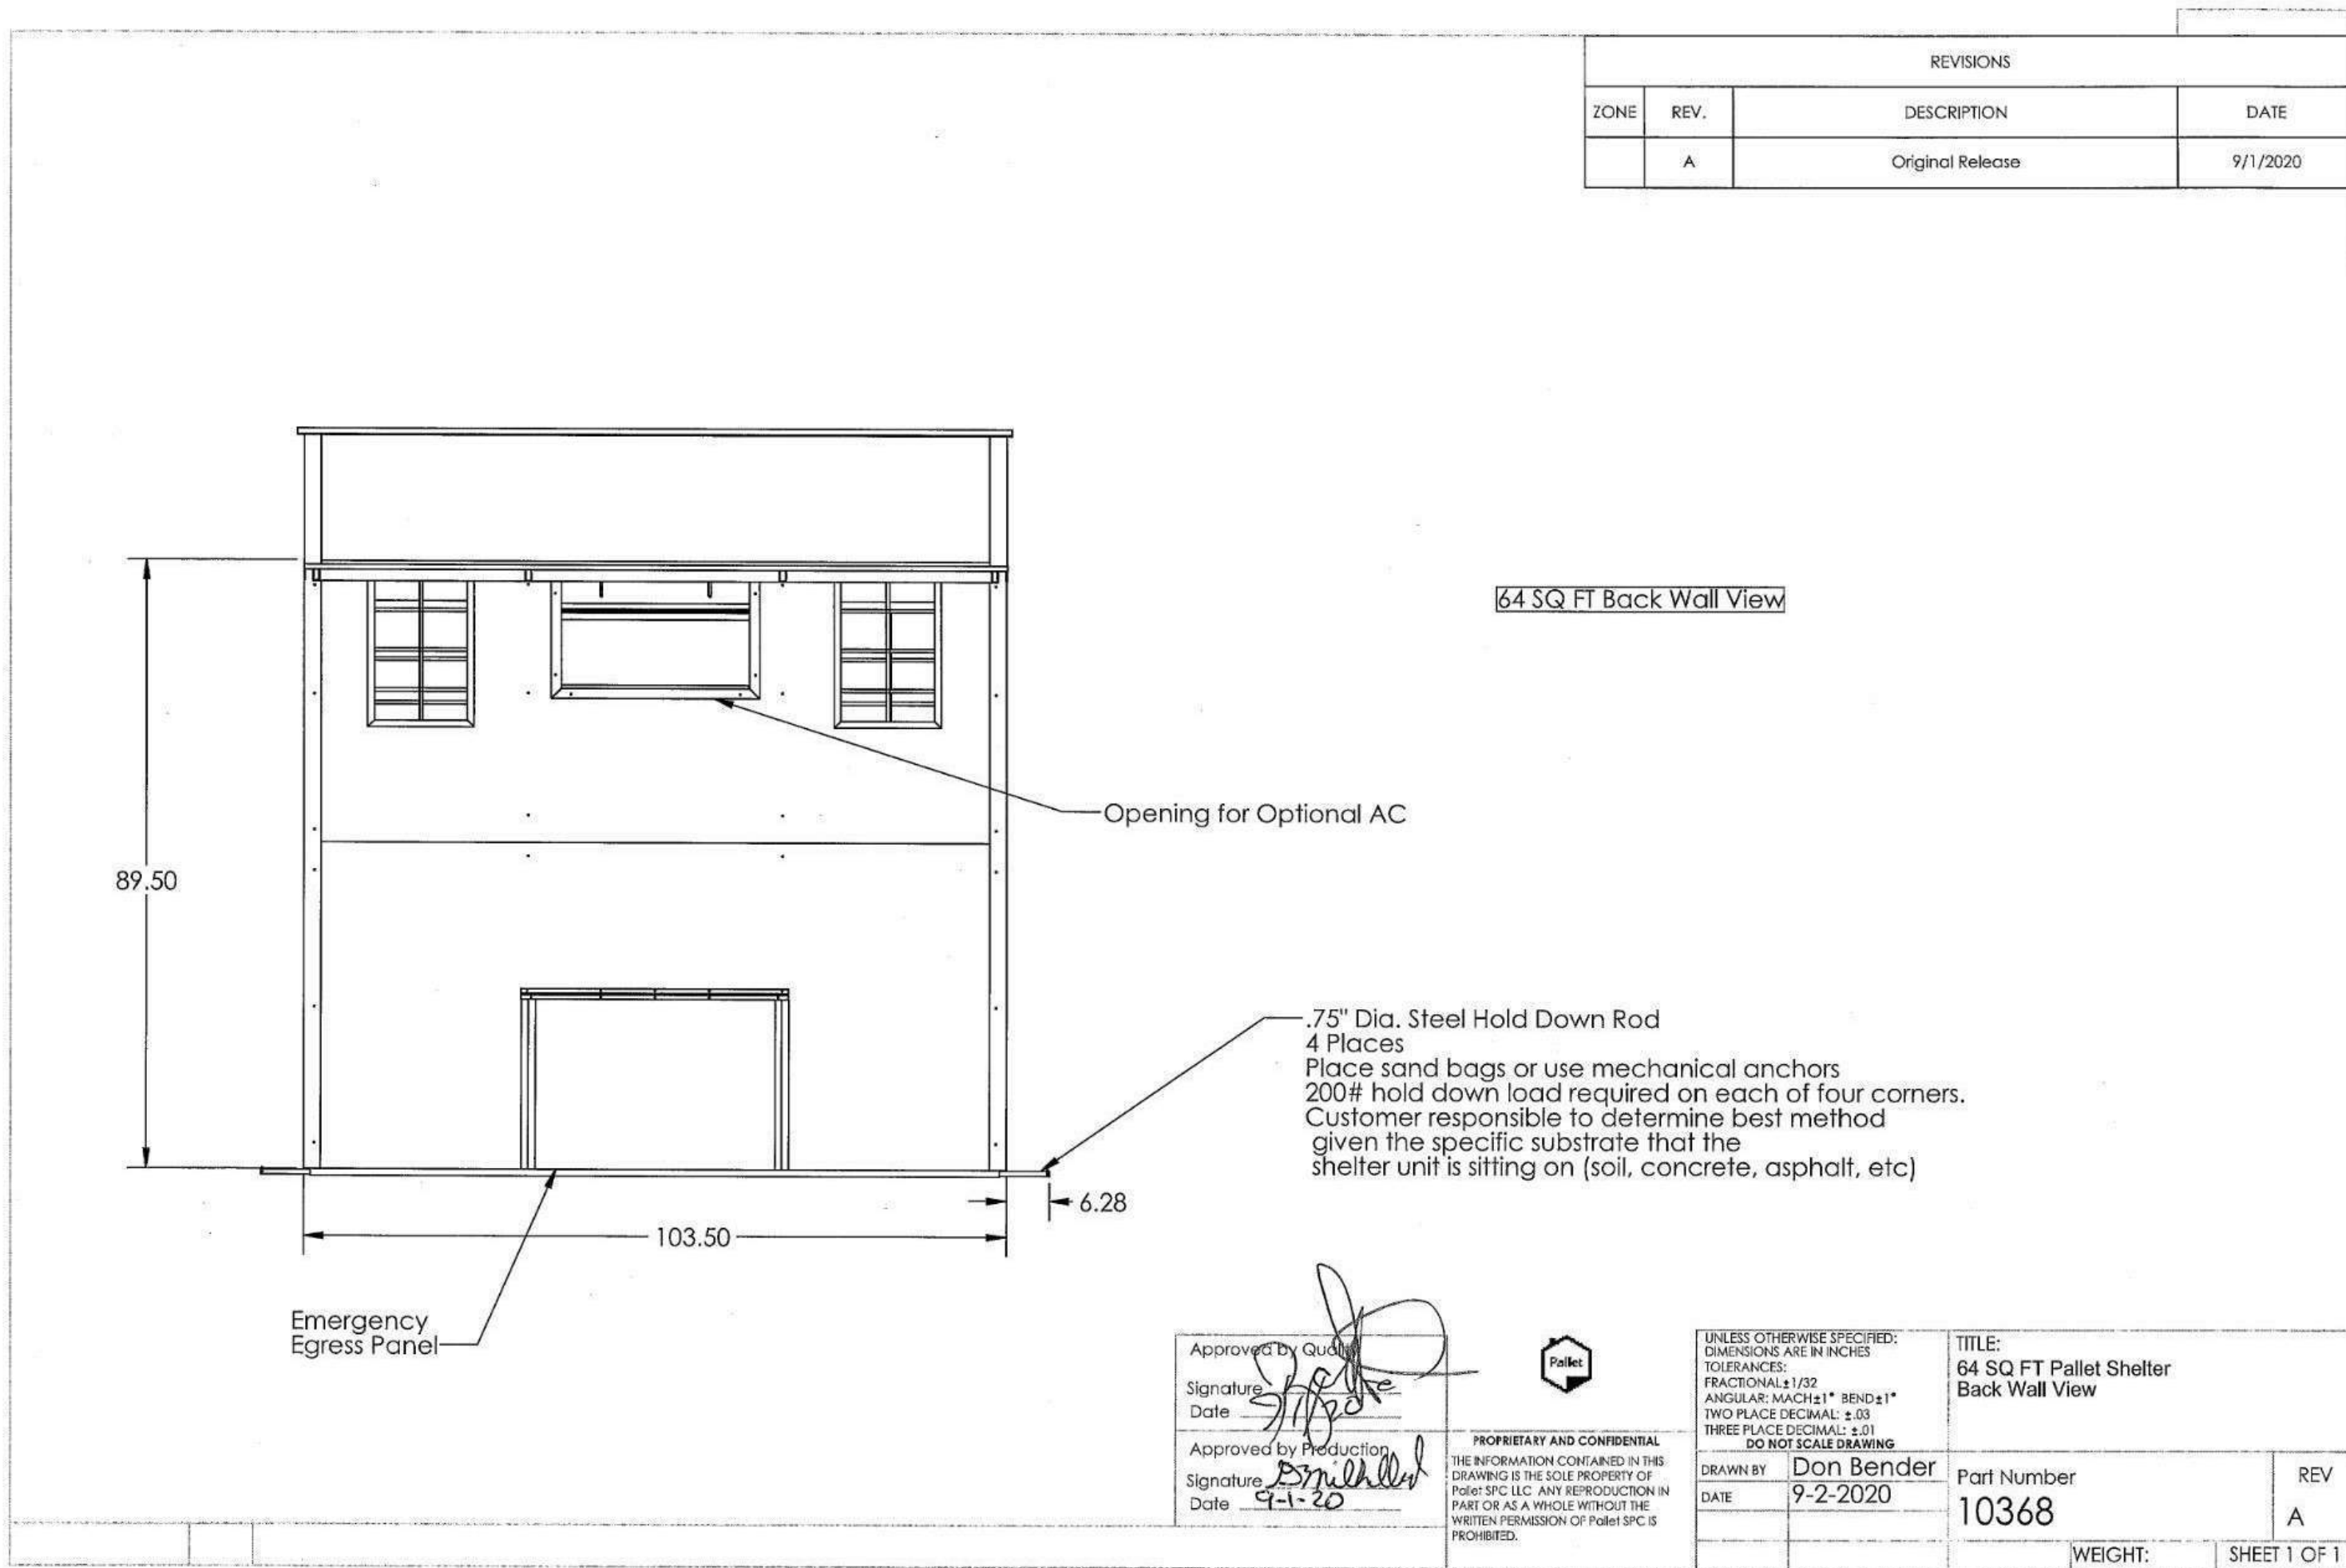 REVISIONS
ZONE REV. DESCRIPTION DATE
A Original Release 9/1/2020
64 SQ FT Back Wall View
Opening for Optional AC
89.50
.75" Dia. Steel Hold Down Rod
4 Places
Place sand bags or use mechanical anchors
200# hold down load required on each of four corners.
Customer responsible to determine best method
given the specific substrate that the
shelter unit is sitting on (soil, concrete, asphalt, etc)
6.28
103.50
Emergency
Egress Panel
Approved by Quality
Signature
Date
Approved by Production
Signature
Date 9-1-20
Pallet
PROPRIETARY AND CONFIDENTIAL
THE INFORMATION CONTAINED IN THIS
DRAWING IS THE SOLE PROPERTY OF
Pallet SPC LLC ANY REPRODUCTION IN
PART OR AS A WHOLE WITHOUT THE
WRITTEN PERMISSION OF Pallet SPC IS
PROHIBITED.
UNLESS OTHERWISE SPECIFIED:
DIMENSIONS ARE IN INCHES
TOLERANCES:
FRACTIONAL±1/32
ANGULAR: MACH±1° BEND±1°
TWO PLACE DECIMAL: ±.03
THREE PLACE DECIMAL: ±.01
DO NOT SCALE DRAWING
DRAWN BY Don Bender
DATE 9-2-2020
TITLE:
64 SQ FT Pallet Shelter
Back Wall View
Part Number
10368
REV
A
WEIGHT:
SHEET 1 OF 1